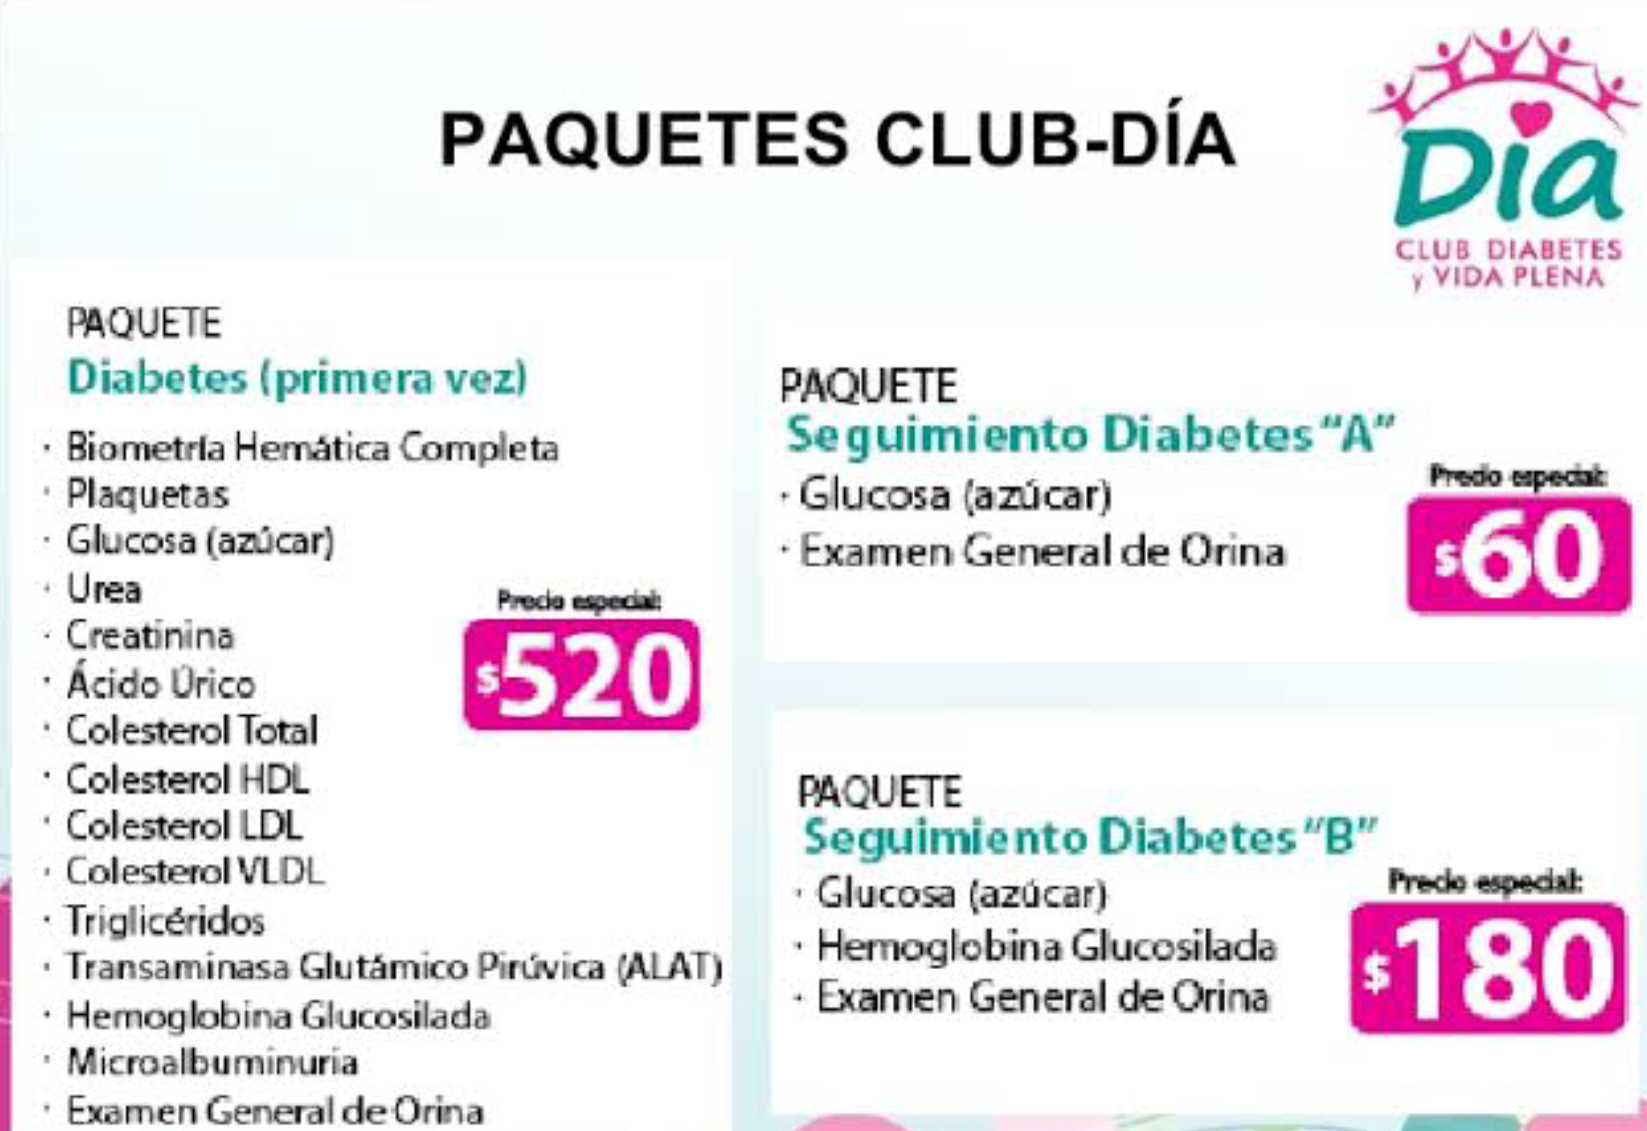 PAQUETES CLUB-DÍA
Día
CLUB DIABETES
y VIDA PLENA
PAQUETE
Diabetes (primera vez)
· Biometría Hemática Completa
· Plaquetas
· Glucosa (azúcar)
· Urea
· Creatinina
· Ácido Úrico
· Colesterol Total
· Colesterol HDL
· Colesterol LDL
· Colesterol VLDL
· Triglicéridos
· Transaminasa Glutámico Pirúvica (ALAT)
· Hemoglobina Glucosilada
· Microalbuminuria
· Examen General de Orina
Precio especial:
$520
PAQUETE
Seguimiento Diabetes “A”
· Glucosa (azúcar)
· Examen General de Orina
Precio especial:
$60
PAQUETE
Seguimiento Diabetes “B”
· Glucosa (azúcar)
· Hemoglobina Glucosilada
· Examen General de Orina
Precio especial:
$180